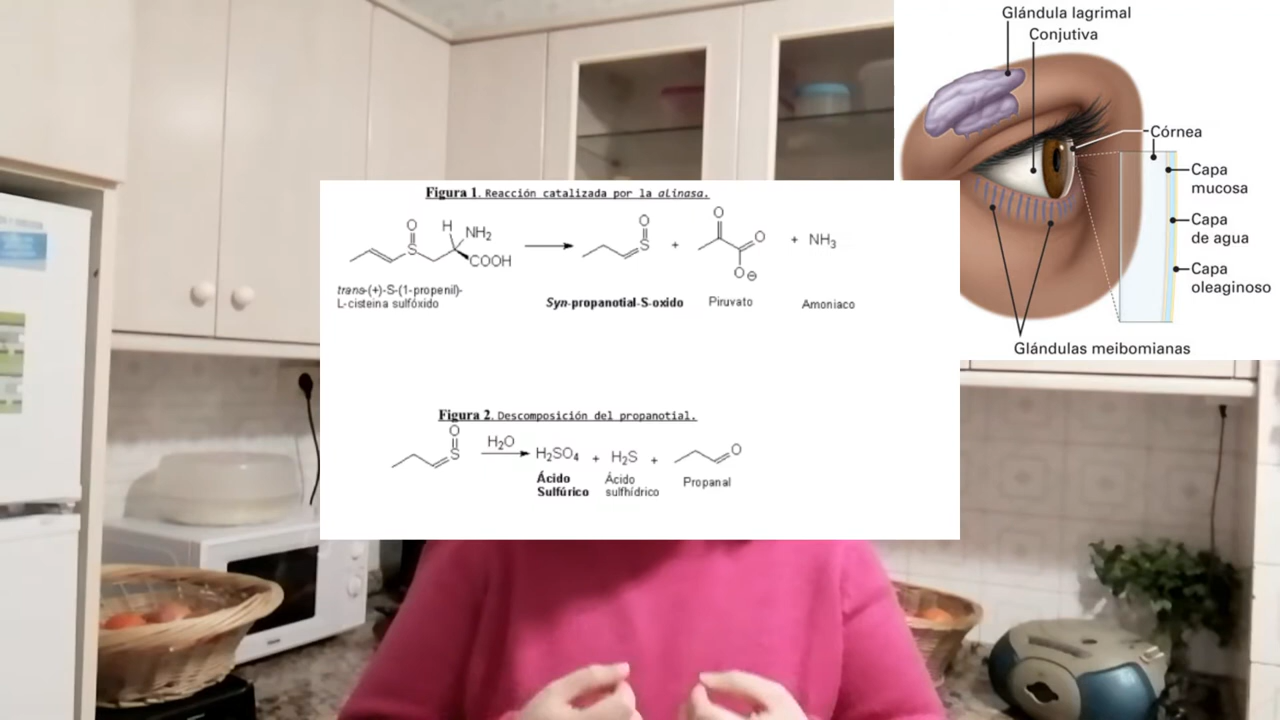 Glándula lagrimal
Conjutiva
Córnea
Capa
mucosa
Capa
de agua
Capa
oleaginoso
Glándulas meibomianas
Figura 1. Reacción catalizada por la alinasa.
O
S
H
NH2
COOH
O
S
+
O
O
O⊖
+ NH3
trans-(+)-S-(1-propenil)-
L-cisteina sulfóxido
Syn-propanotial-S-oxido
Piruvato
Amoniaco
Figura 2. Descomposición del propanotial.
O
S
H2O
H2SO4 + H2S +
O
Ácido
Sulfúrico
Ácido
sulfhídrico
Propanal